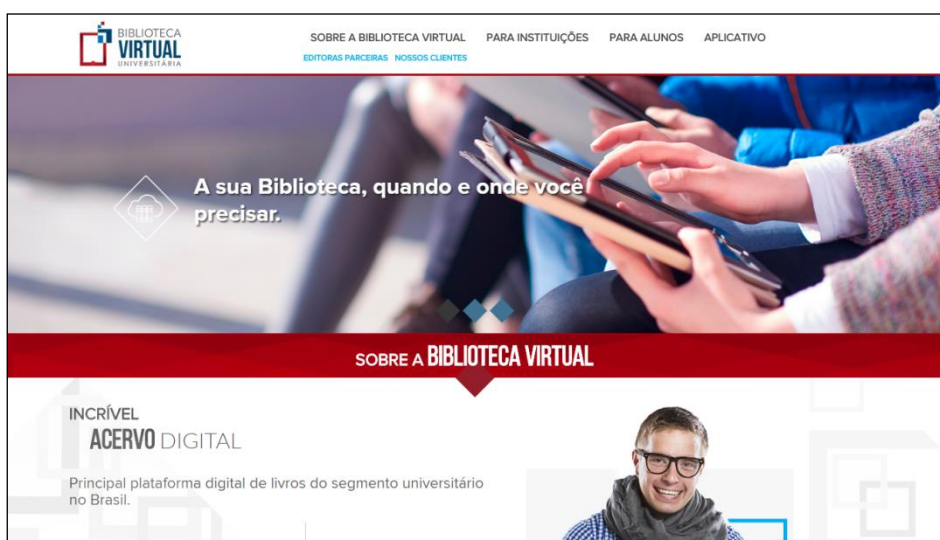 BIBLIOTECA
VIRTUAL
UNIVERSITÁRIA
SOBRE A BIBLIOTECA VIRTUAL PARA INSTITUIÇÕES PARA ALUNOS APLICATIVO
EDITORAS PARCEIRAS NOSSOS CLIENTES
A sua Biblioteca, quando e onde você
precisar.
SOBRE A BIBLIOTECA VIRTUAL
INCRÍVEL
ACERVO DIGITAL
Principal plataforma digital de livros do segmento universitário
no Brasil.